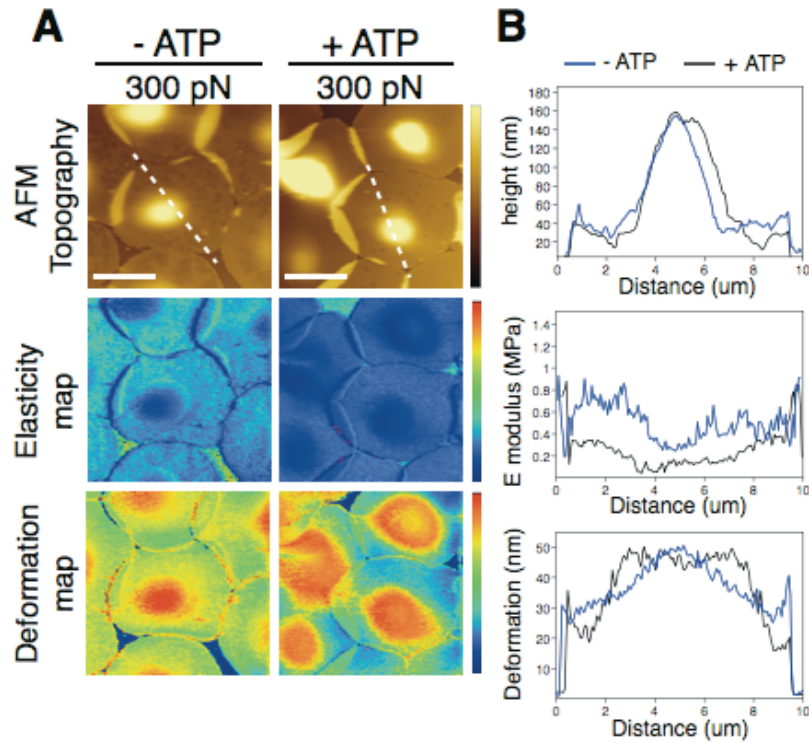 A
- ATP
+ ATP
300 pN
300 pN
AFM
Topography
Elasticity
map
Deformation
map
B
- ATP
+ ATP
height (nm)
180
160
140
120
100
80
60
40
20
0 2 4 6 8 10
Distance (um)
E modulus (MPa)
1.4
1.2
1
0.8
0.6
0.4
0.2
0 2 4 6 8 10
Distance (um)
Deformation (nm)
50
40
30
20
10
0 2 4 6 8 10
Distance (um)